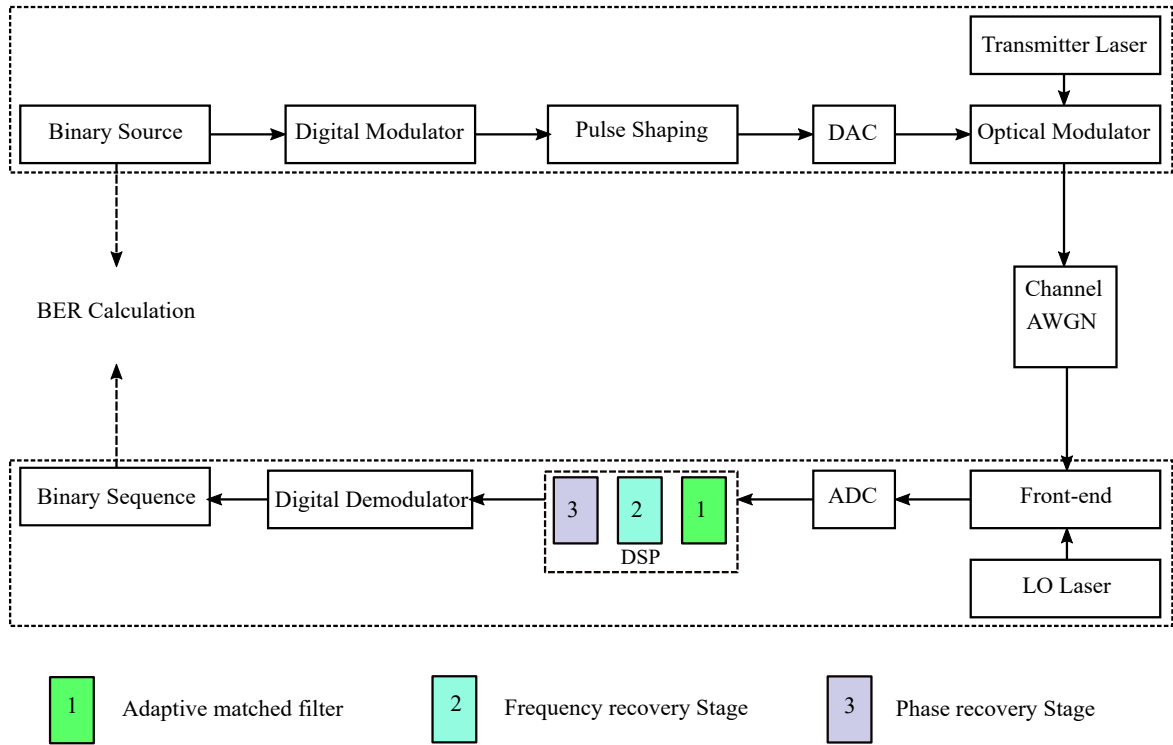 Transmitter Laser
Binary Source
Digital Modulator
Pulse Shaping
DAC
Optical Modulator
BER Calculation
Channel
AWGN
Binary Sequence
Digital Demodulator
3
2
1
DSP
ADC
Front-end
LO Laser
1
Adaptive matched filter
2
Frequency recovery Stage
3
Phase recovery Stage